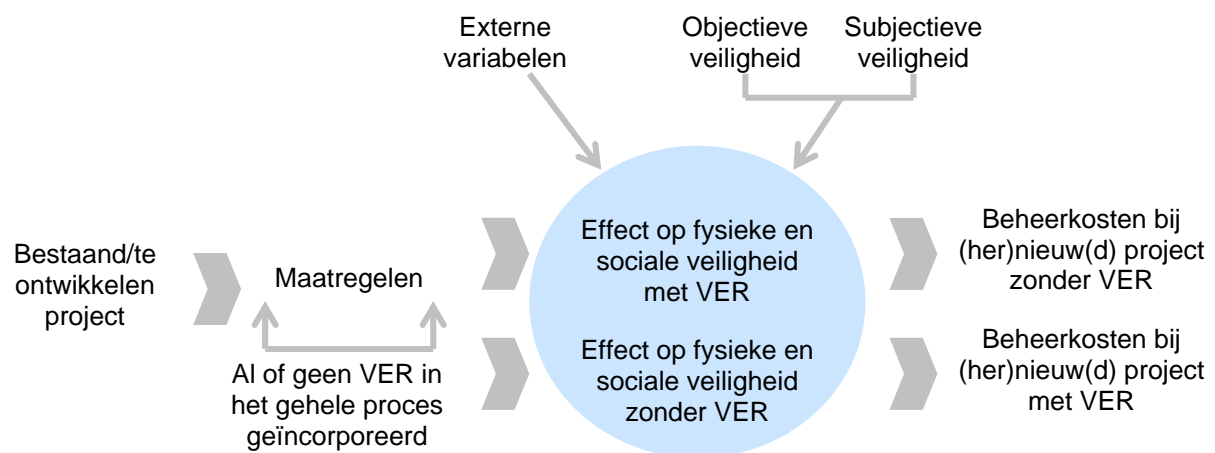 Externe
variabelen
Objectieve
veiligheid
Subjectieve
veiligheid
Bestaand/te
ontwikkelen
project
Maatregelen
Al of geen VER in
het gehele proces
geïncorporeerd
Effect op fysieke en
sociale veiligheid
met VER
Effect op fysieke en
sociale veiligheid
zonder VER
Beheerkosten bij
(her)nieuw(d) project
zonder VER
Beheerkosten bij
(her)nieuw(d) project
met VER